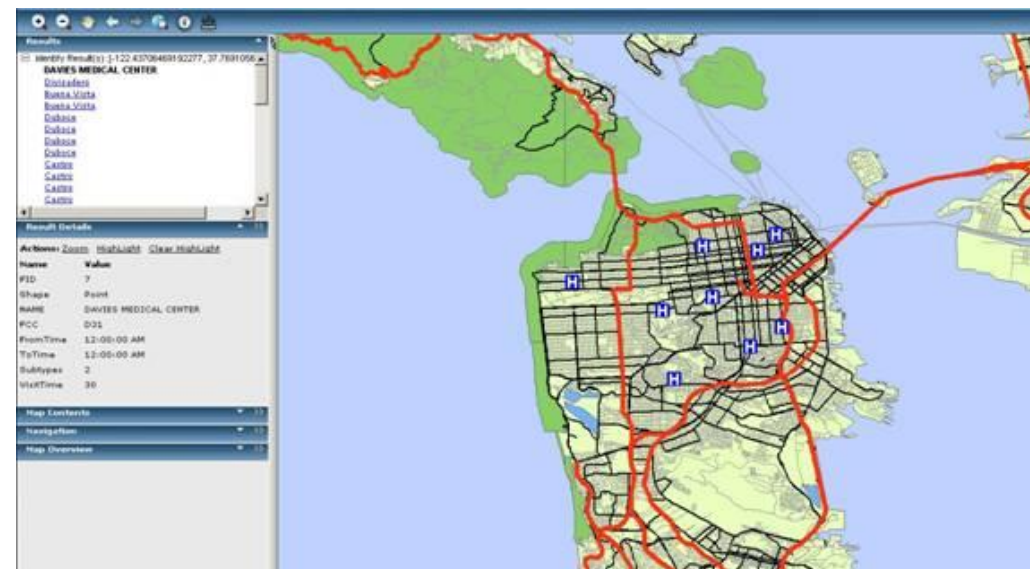 Results
Identify Result(s) :[-122.43706469192277, 37.7691056
DAVIES MEDICAL CENTER
Divizadero
Buena Vista
Buena Vista
Duboce
Duboce
Duboce
Duboce
Castro
Castro
Castro
Castro
Result Details
Actions: Zoom HighLight Clear HighLight
Name Value
FID 7
Shape Point
NAME DAVIES MEDICAL CENTER
FCC D31
FromTime 12:00:00 AM
ToTime 12:00:00 AM
Subtypes 2
VisitTime 30
Map Contents
Navigation
Map Overview
H
H
H
H
H
H
H
H
H